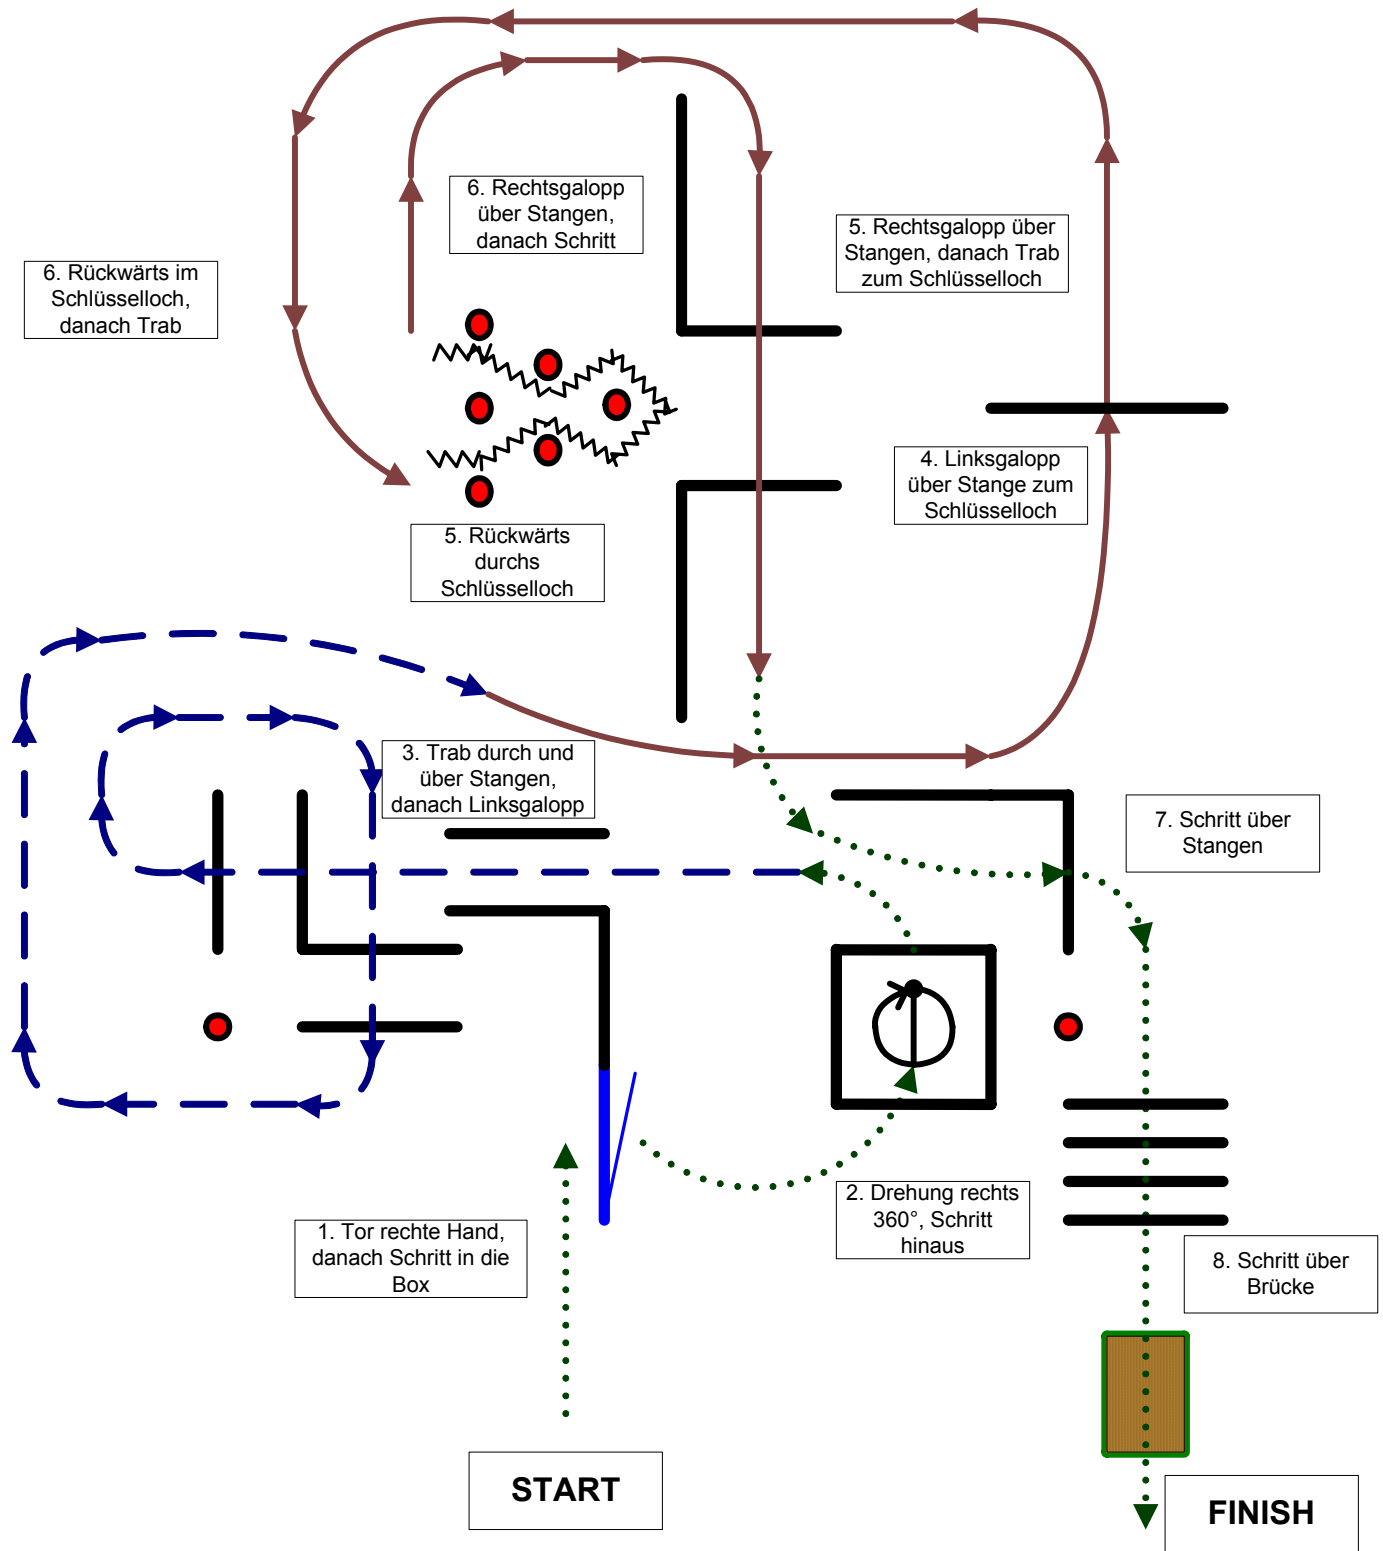 6. Rechtsgalopp
über Stangen,
danach Schritt
5. Rechtsgalopp über
Stangen, danach Trab
zum Schlüsselloch
6. Rückwärts im
Schlüsselloch,
danach Trab
4. Linksgalopp
über Stange zum
Schlüsselloch
5. Rückwärts
durchs
Schlüsselloch
3. Trab durch und
über Stangen,
danach Linksgalopp
7. Schritt über
Stangen
2. Drehung rechts
360°, Schritt
hinaus
1. Tor rechte Hand,
danach Schritt in die
Box
8. Schritt über
Brücke
START
FINISH